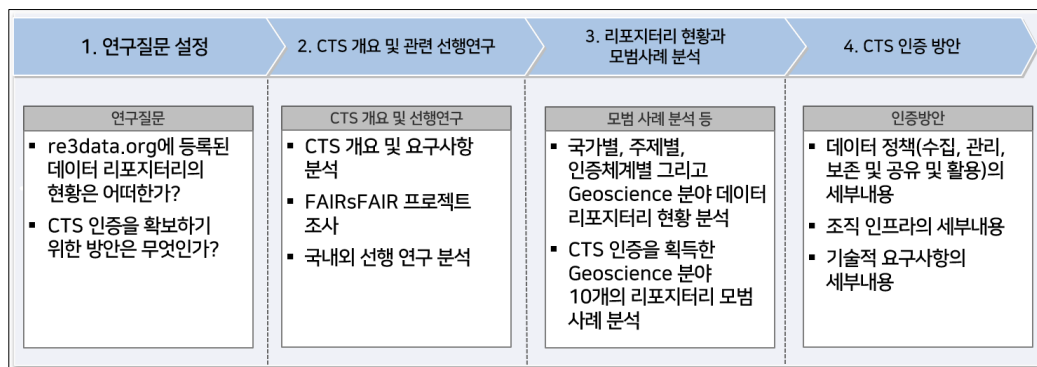 1. 연구질문 설정
2. CTS 개요 및 관련 선행연구
3. 리포지터리 현황과
모범사례 분석
4. CTS 인증 방안
연구질문
▪ re3data.org에 등록된
데이터 리포지터리의
현황은 어떠한가?
▪ CTS 인증을 확보하기
위한 방안은 무엇인가?
CTS 개요 및 선행연구
▪ CTS 개요 및 요구사항
분석
▪ FAIRsFAIR 프로젝트
조사
▪ 국내외 선행 연구 분석
모범 사례 분석 등
▪ 국가별, 주제별,
인증체계별 그리고
Geoscience 분야 데이터
리포지터리 현황 분석
▪ CTS 인증을 획득한
Geoscience 분야
10개의 리포지터리 모범
사례 분석
인증방안
▪ 데이터 정책(수집, 관리,
보존 및 공유 및 활용)의
세부내용
▪ 조직 인프라의 세부내용
▪ 기술적 요구사항의
세부내용